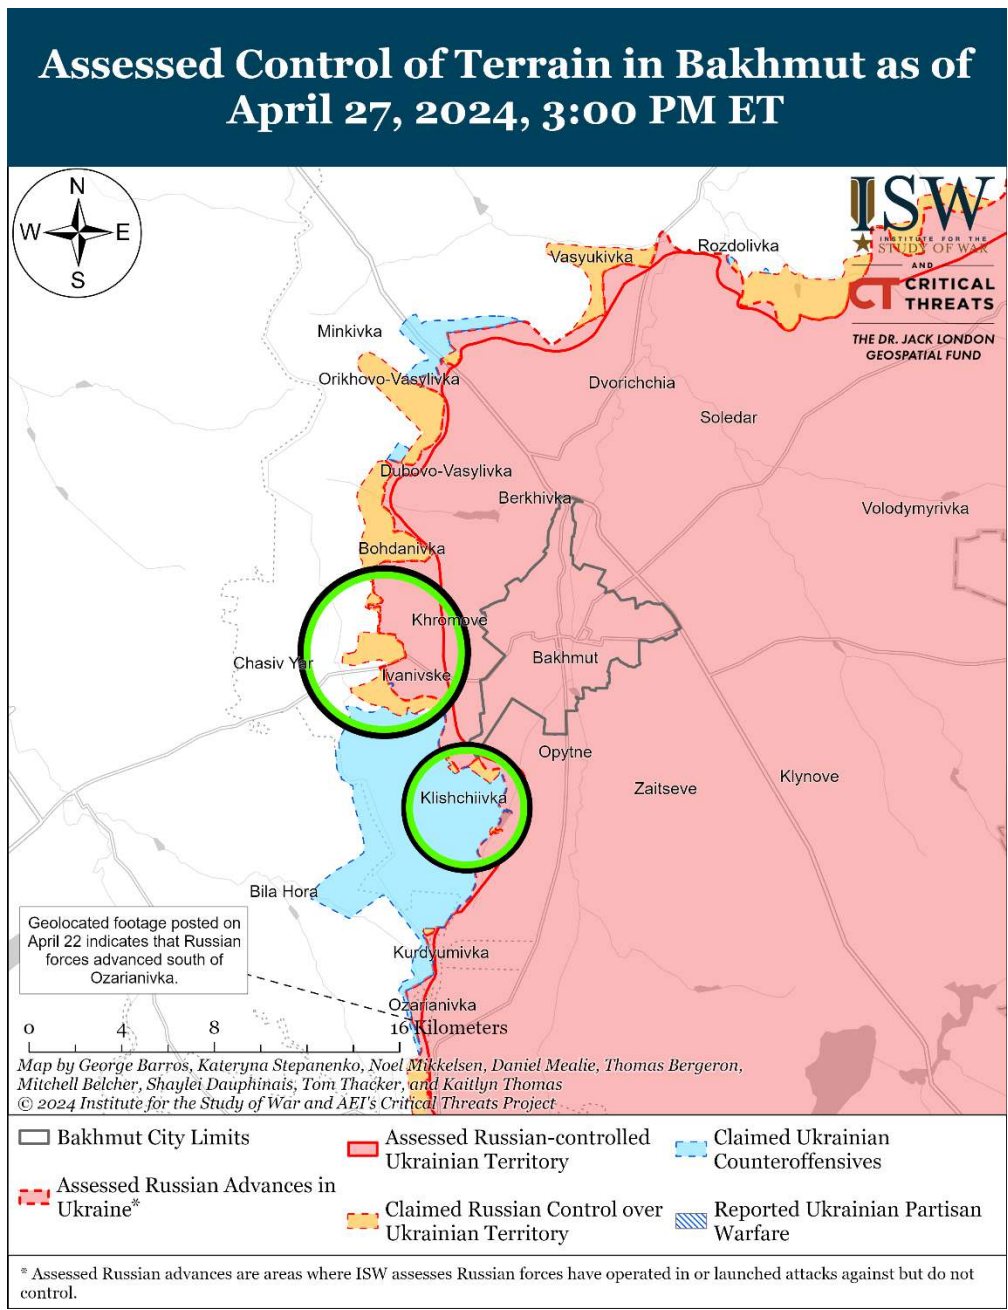 Assessed Control of Terrain in Bakhmut as of
April 27, 2024, 3:00 PM ET
N
W
E
S
ISW
INSTITUTE FOR THE
STUDY OF WAR
AND
CT CRITICAL
THREATS
THE DR. JACK LONDON
GEOSPATIAL FUND
Rozdolivka
Vasyukivka
Minkivka
Orikhovo-Vasylivka
Dvorichchia
Soledar
Dubovo-Vasylivka
Berkhivka
Volodymyrivka
Bohdanivka
Khromove
Chasiv Yar
Bakhmut
Ivanivske
Opytne
Klynove
Zaitseve
Klishchiivka
Bila Hora
Geolocated footage posted on
April 22 indicates that Russian
forces advanced south of
Ozarianivka.
Kurdyumivka
Ozarianivka
0 4 8 16 Kilometers
Map by George Barros, Kateryna Stepanenko, Noel Mikkelsen, Daniel Mealie, Thomas Bergeron,
Mitchell Belcher, Shaylei Dauphinais, Tom Thacker, and Kaitlyn Thomas
© 2024 Institute for the Study of War and AEI's Critical Threats Project
Bakhmut City Limits
Assessed Russian Advances in
Ukraine*
Assessed Russian-controlled
Ukrainian Territory
Claimed Russian Control over
Ukrainian Territory
Claimed Ukrainian
Counteroffensives
Reported Ukrainian Partisan
Warfare
* Assessed Russian advances are areas where ISW assesses Russian forces have operated in or launched attacks against but do not
control.